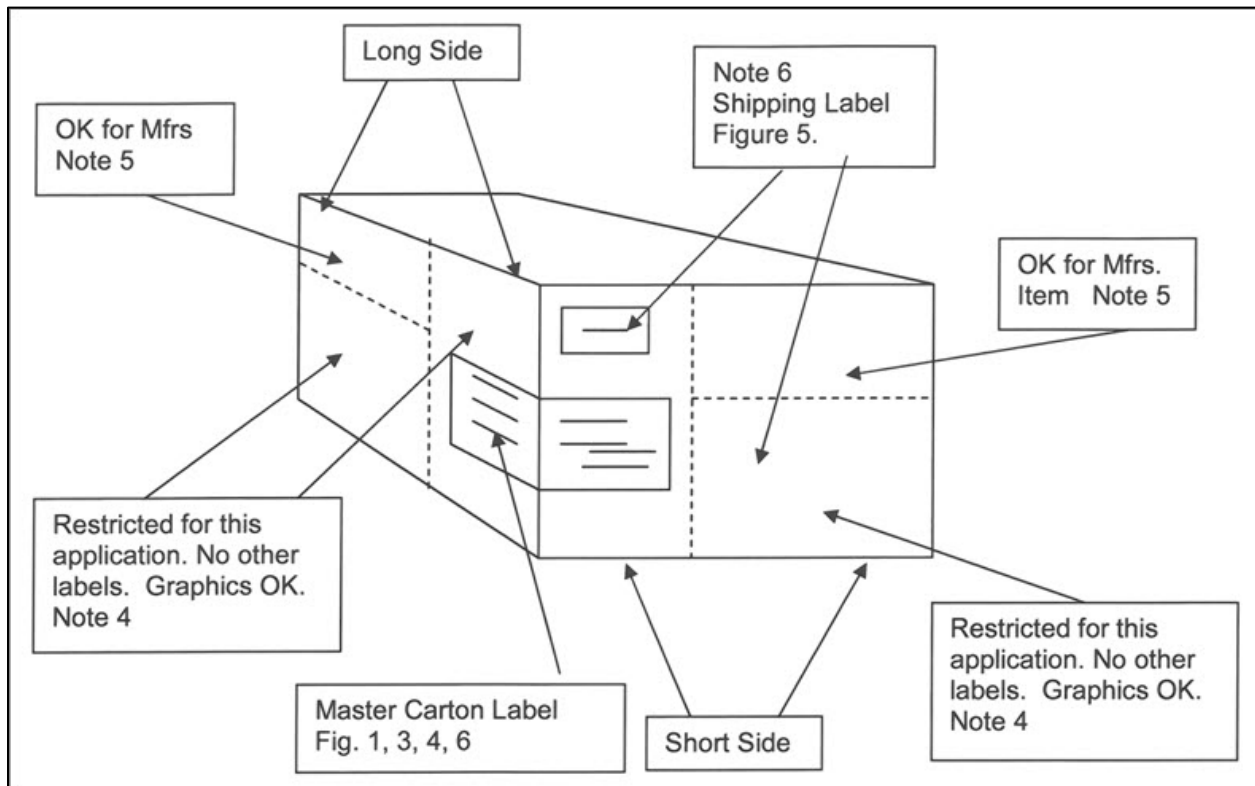 Long Side
Note 6
Shipping Label
Figure 5.
OK for Mfrs
Note 5
OK for Mfrs.
Item   Note 5
Restricted for this
application. No other
labels.  Graphics OK.
Note 4
Master Carton Label
Fig. 1, 3, 4, 6
Short Side
Restricted for this
application. No other
labels.  Graphics OK.
Note 4